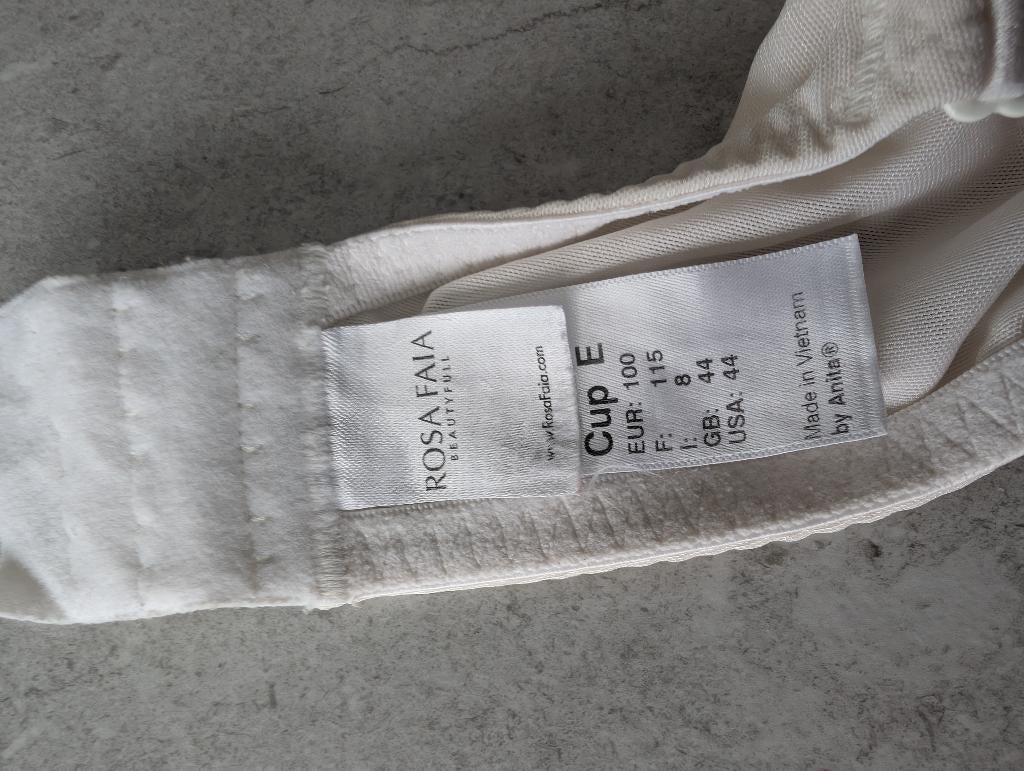 ROSA FAIA
BEAUTYFULL
www.RosaFaia.com
Cup E
EUR: 100
F: 115
I: 8
GB: 44
USA: 44
Made in Vietnam
by Anita®